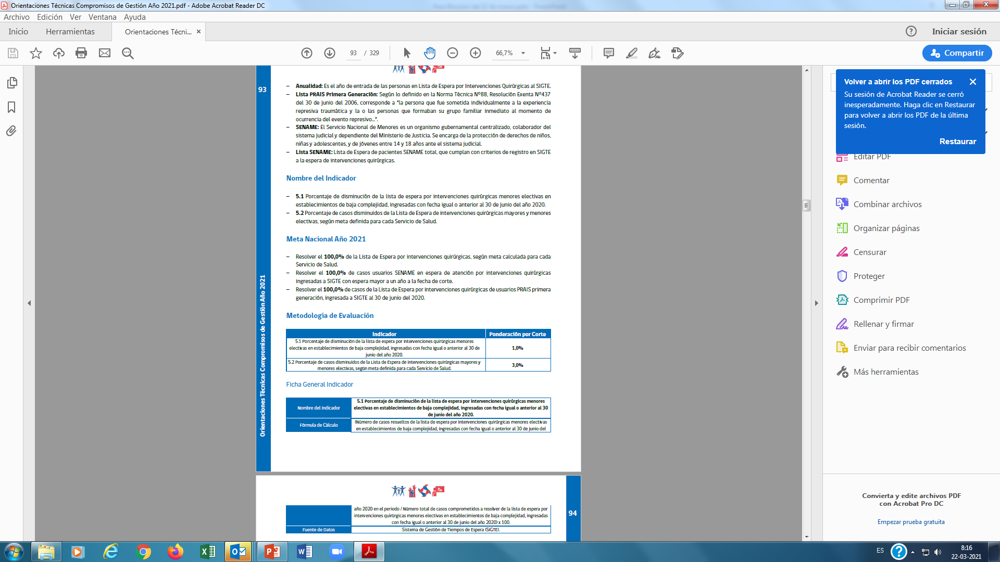 Orientaciones Técnicas Compromisos de Gestión Año 2021.pdf - Adobe Acrobat Reader DC
Archivo Edición Ver Ventana Ayuda
Inicio Herramientas Orientaciones Técni... × Iniciar sesión
93 / 329 66,7% Compartir
93
– Anualidad: Es el año de entrada de las personas en Lista de Espera por Intervenciones Quirúrgicas al SIGTE.
– Lista PRAIS Primera Generación: Según lo definido en la Norma Técnica Nº88, Resolución Exenta Nº437
del 30 de junio del 2006, corresponde a "la persona que fue sometida individualmente a la experiencia
represiva traumática y la o las personas que formaban su grupo familiar inmediato al momento de
ocurrencia del evento represivo...".
– SENAME: El Servicio Nacional de Menores es un organismo gubernamental centralizado, colaborador del
sistema judicial y dependiente del Ministerio de Justicia. Se encarga de la protección de derechos de niños,
niñas y adolescentes, y de jóvenes entre 14 y 18 años ante el sistema judicial.
– Lista SENAME: Lista de Espera de pacientes SENAME total, que cumplan con criterios de registro en SIGTE
a la espera de intervenciones quirúrgicas.
Nombre del Indicador
– 5.1 Porcentaje de disminución de la lista de espera por intervenciones quirúrgicas menores electivas en
establecimientos de baja complejidad, ingresadas con fecha igual o anterior al 30 de junio del año 2020.
– 5.2 Porcentaje de casos disminuidos de la Lista de Espera de intervenciones quirúrgicas mayores y menores
electivas, según meta definida para cada Servicio de Salud.
Meta Nacional Año 2021
– Resolver el 100,0% de la Lista de Espera por intervenciones quirúrgicas, según meta calculada para cada
Servicio de Salud.
– Resolver el 100,0% de casos usuarios SENAME en espera de atención por intervenciones quirúrgicas
ingresadas a SIGTE con espera mayor a un año a la fecha de corte.
– Resolver el 100,0% de casos de la Lista de Espera por intervenciones quirúrgicas de usuarios PRAIS primera
generación, ingresada a SIGTE al 30 de junio del 2020.
Metodología de Evaluación
Indicador Ponderación por Corte
5.1 Porcentaje de disminución de la lista de espera por intervenciones quirúrgicas menores
electivas en establecimientos de baja complejidad, ingresadas con fecha igual o anterior al 30 de
junio del año 2020.
1,0%
5.2 Porcentaje de casos disminuidos de la Lista de Espera de intervenciones quirúrgicas mayores y
menores electivas, según meta definida para cada Servicio de Salud.
3,0%
Ficha General Indicador
Nombre del Indicador
5.1 Porcentaje de disminución de la lista de espera por intervenciones quirúrgicas menores
electivas en establecimientos de baja complejidad, ingresadas con fecha igual o anterior al 30
de junio del año 2020.
Fórmula de Cálculo
(Número de casos resueltos de la lista de espera por intervenciones quirúrgicas menores electivas
en establecimientos de baja complejidad, ingresadas con fecha igual o anterior al 30 de junio del
Orientaciones Técnicas Compromisos de Gestión Año 2021
94
año 2020 en el periodo / Número total de casos comprometidos a resolver de la lista de espera por
intervenciones quirúrgicas menores electivas en establecimientos de baja complejidad, ingresadas
con fecha igual o anterior al 30 de junio del año 2020) x 100.
Fuente de Datos Sistema de Gestión de Tiempos de Espera (SIGTE).
Volver a abrir los PDF cerrados
Su sesión de Acrobat Reader se cerró
inesperadamente. Haga clic en Restaurar
para volver a abrir los PDF de la última
sesión.
Restaurar
Editar PDF
Comentar
Combinar archivos
Organizar páginas
Censurar
Proteger
Comprimir PDF
Rellenar y firmar
Enviar para recibir comentarios
Más herramientas
Convierta y edite archivos PDF
con Acrobat Pro DC
Empezar prueba gratuita
ES
8:16
22-03-2021